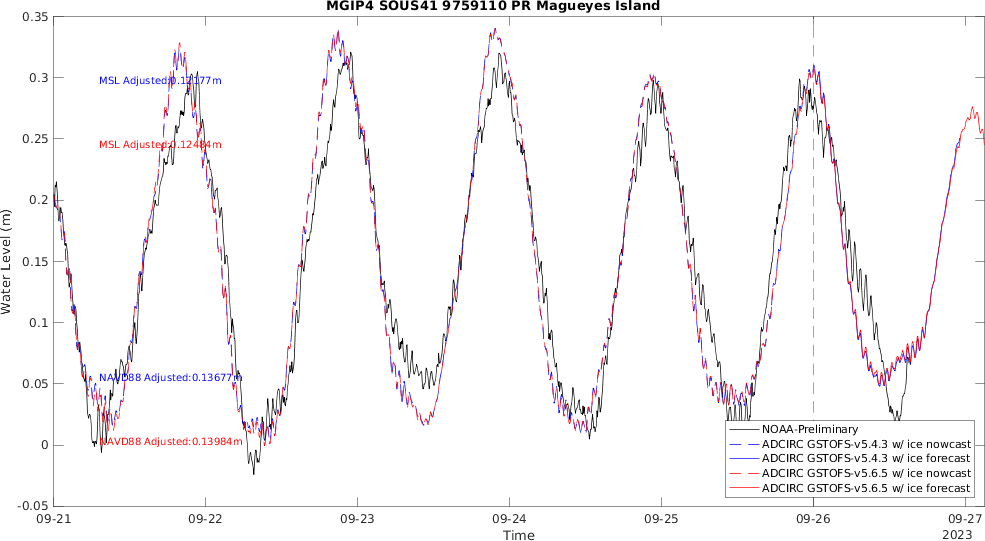 MGIP4 SOUS41 9759110 PR Magueyes Island
Water Level (m)
0.35
0.3
0.25
0.2
0.15
0.1
0.05
0
-0.05
MSL Adjusted:0.12177m
MSL Adjusted:0.12484m
NAVD88 Adjusted:0.13677m
NAVD88 Adjusted:0.13984m
NOAA-Preliminary
ADCIRC GSTOFS-v5.4.3 w/ ice nowcast
ADCIRC GSTOFS-v5.4.3 w/ ice forecast
ADCIRC GSTOFS-v5.6.5 w/ ice nowcast
ADCIRC GSTOFS-v5.6.5 w/ ice forecast
09-21 09-22 09-23 09-24 09-25 09-26 09-27
Time 2023